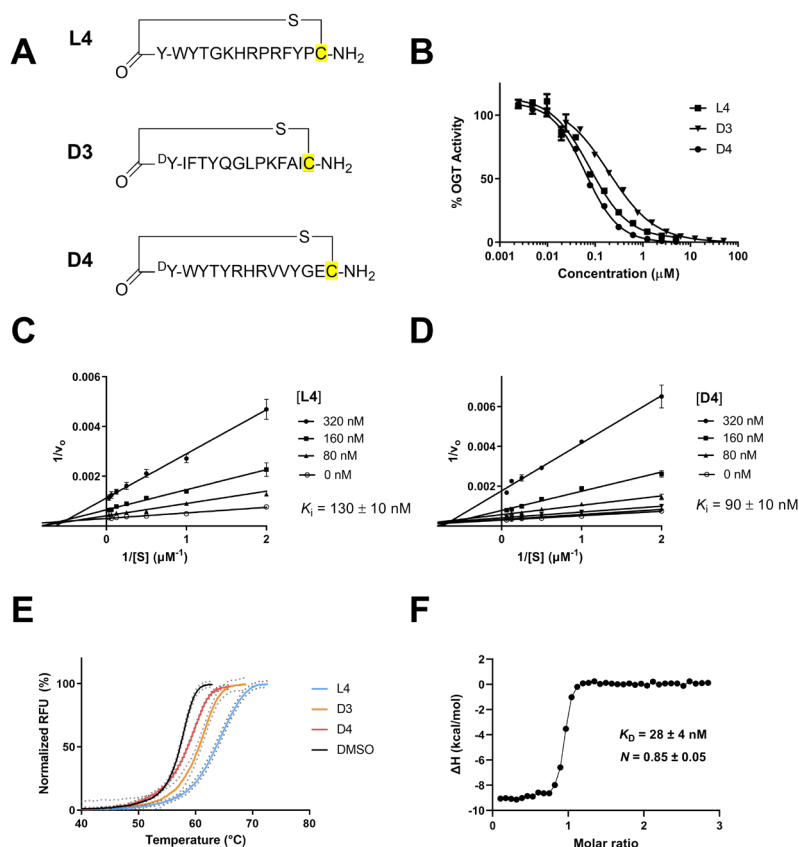 A
L4
S
O
Y-WYTGKHRPRFYPC-NH2
D3
S
O
DY-IFTYQGLPKFAIC-NH2
D4
S
O
DY-WYTYRHRVVYGEC-NH2
B
% OGT Activity
100
50
0
0.001 0.01 0.1 1 10 100
Concentration (μM)
L4
D3
D4
C
1/vo
0.006
0.004
0.002
0 1 2
1/[S] (μM-1)
[L4]
320 nM
160 nM
80 nM
0 nM
Ki = 130 ± 10 nM
D
1/vo
0.006
0.004
0.002
0 1 2
1/[S] (μM-1)
[D4]
320 nM
160 nM
80 nM
0 nM
Ki = 90 ± 10 nM
E
Normalized RFU (%)
100
50
0
40 50 60 70 80
Temperature (°C)
L4
D3
D4
DMSO
F
ΔH (kcal/mol)
2
0
-2
-4
-6
-8
-10
0 1 2 3
Molar ratio
KD = 28 ± 4 nM
N = 0.85 ± 0.05